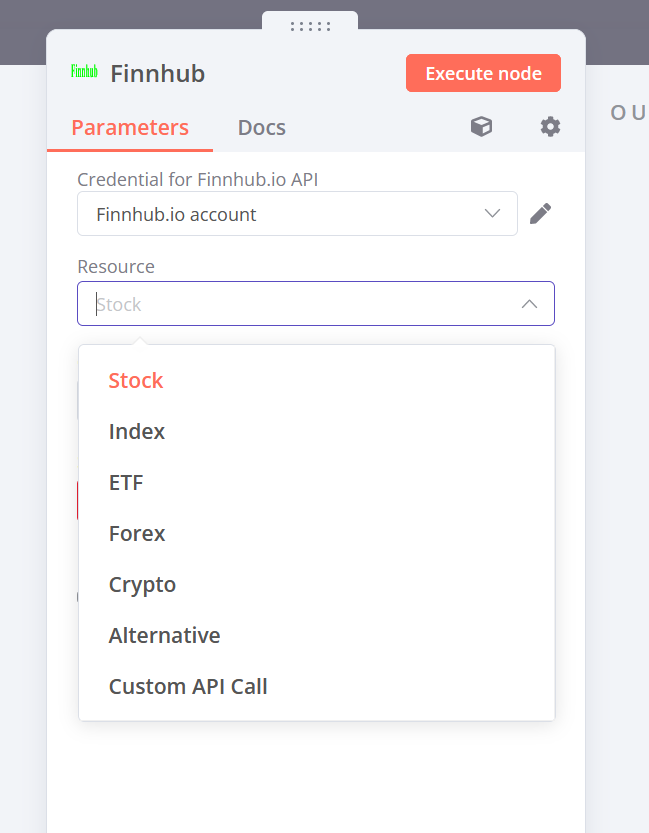 Finnhub
Finnhub
Execute node
OU
Parameters
Docs
Credential for Finnhub.io API
Finnhub.io account
Resource
Stock
Stock
Index
ETF
Forex
Crypto
Alternative
Custom API Call